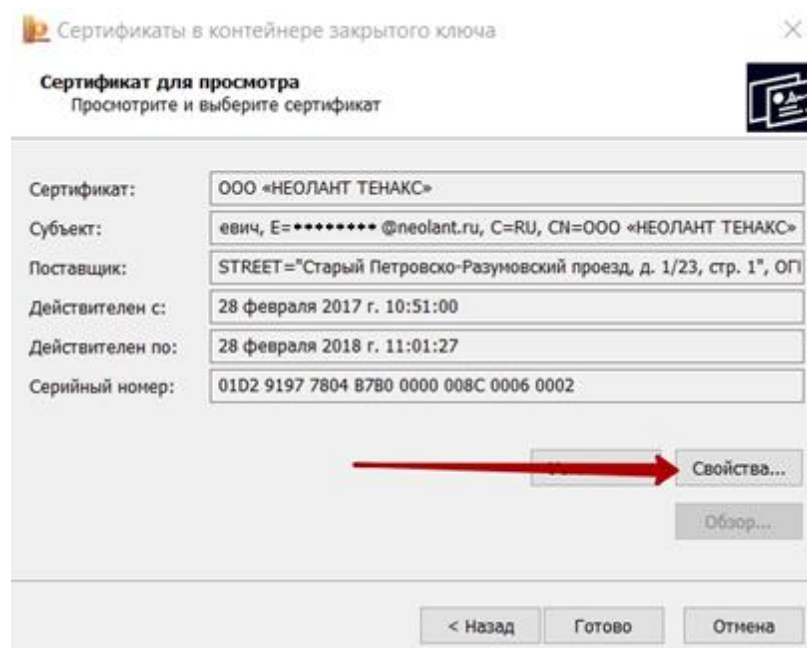 Сертификаты в контейнере закрытого ключа
Сертификат для просмотра
Просмотрите и выберите сертификат
Сертификат: ООО «НЕОЛАНТ ТЕНАКС»
Субъект: евич, E=******** @neolant.ru, C=RU, CN=ООО «НЕОЛАНТ ТЕНАКС»
Поставщик: STREET="Старый Петровско-Разумовский проезд, д. 1/23, стр. 1", ОГ
Действителен с: 28 февраля 2017 г. 10:51:00
Действителен по: 28 февраля 2018 г. 11:01:27
Серийный номер: 01D2 9197 7804 B7B0 0000 008C 0006 0002
Свойства...
Обзор...
< Назад Готово Отмена